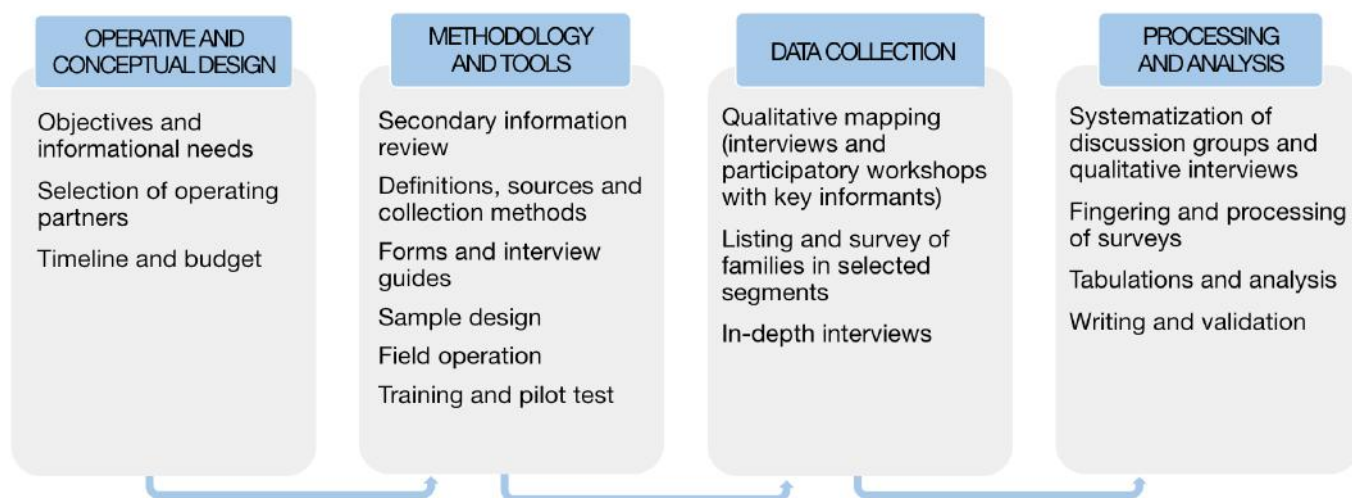 OPERATIVE AND
CONCEPTUAL DESIGN
Objectives and
informational needs
Selection of operating
partners
Timeline and budget
METHODOLOGY
AND TOOLS
Secondary information
review
Definitions, sources and
collection methods
Forms and interview
guides
Sample design
Field operation
Training and pilot test
DATA COLLECTION
Qualitative mapping
(interviews and
participatory workshops
with key informants)
Listing and survey of
families in selected
segments
In-depth interviews
PROCESSING
AND ANALYSIS
Systematization of
discussion groups and
qualitative interviews
Fingering and processing
of surveys
Tabulations and analysis
Writing and validation